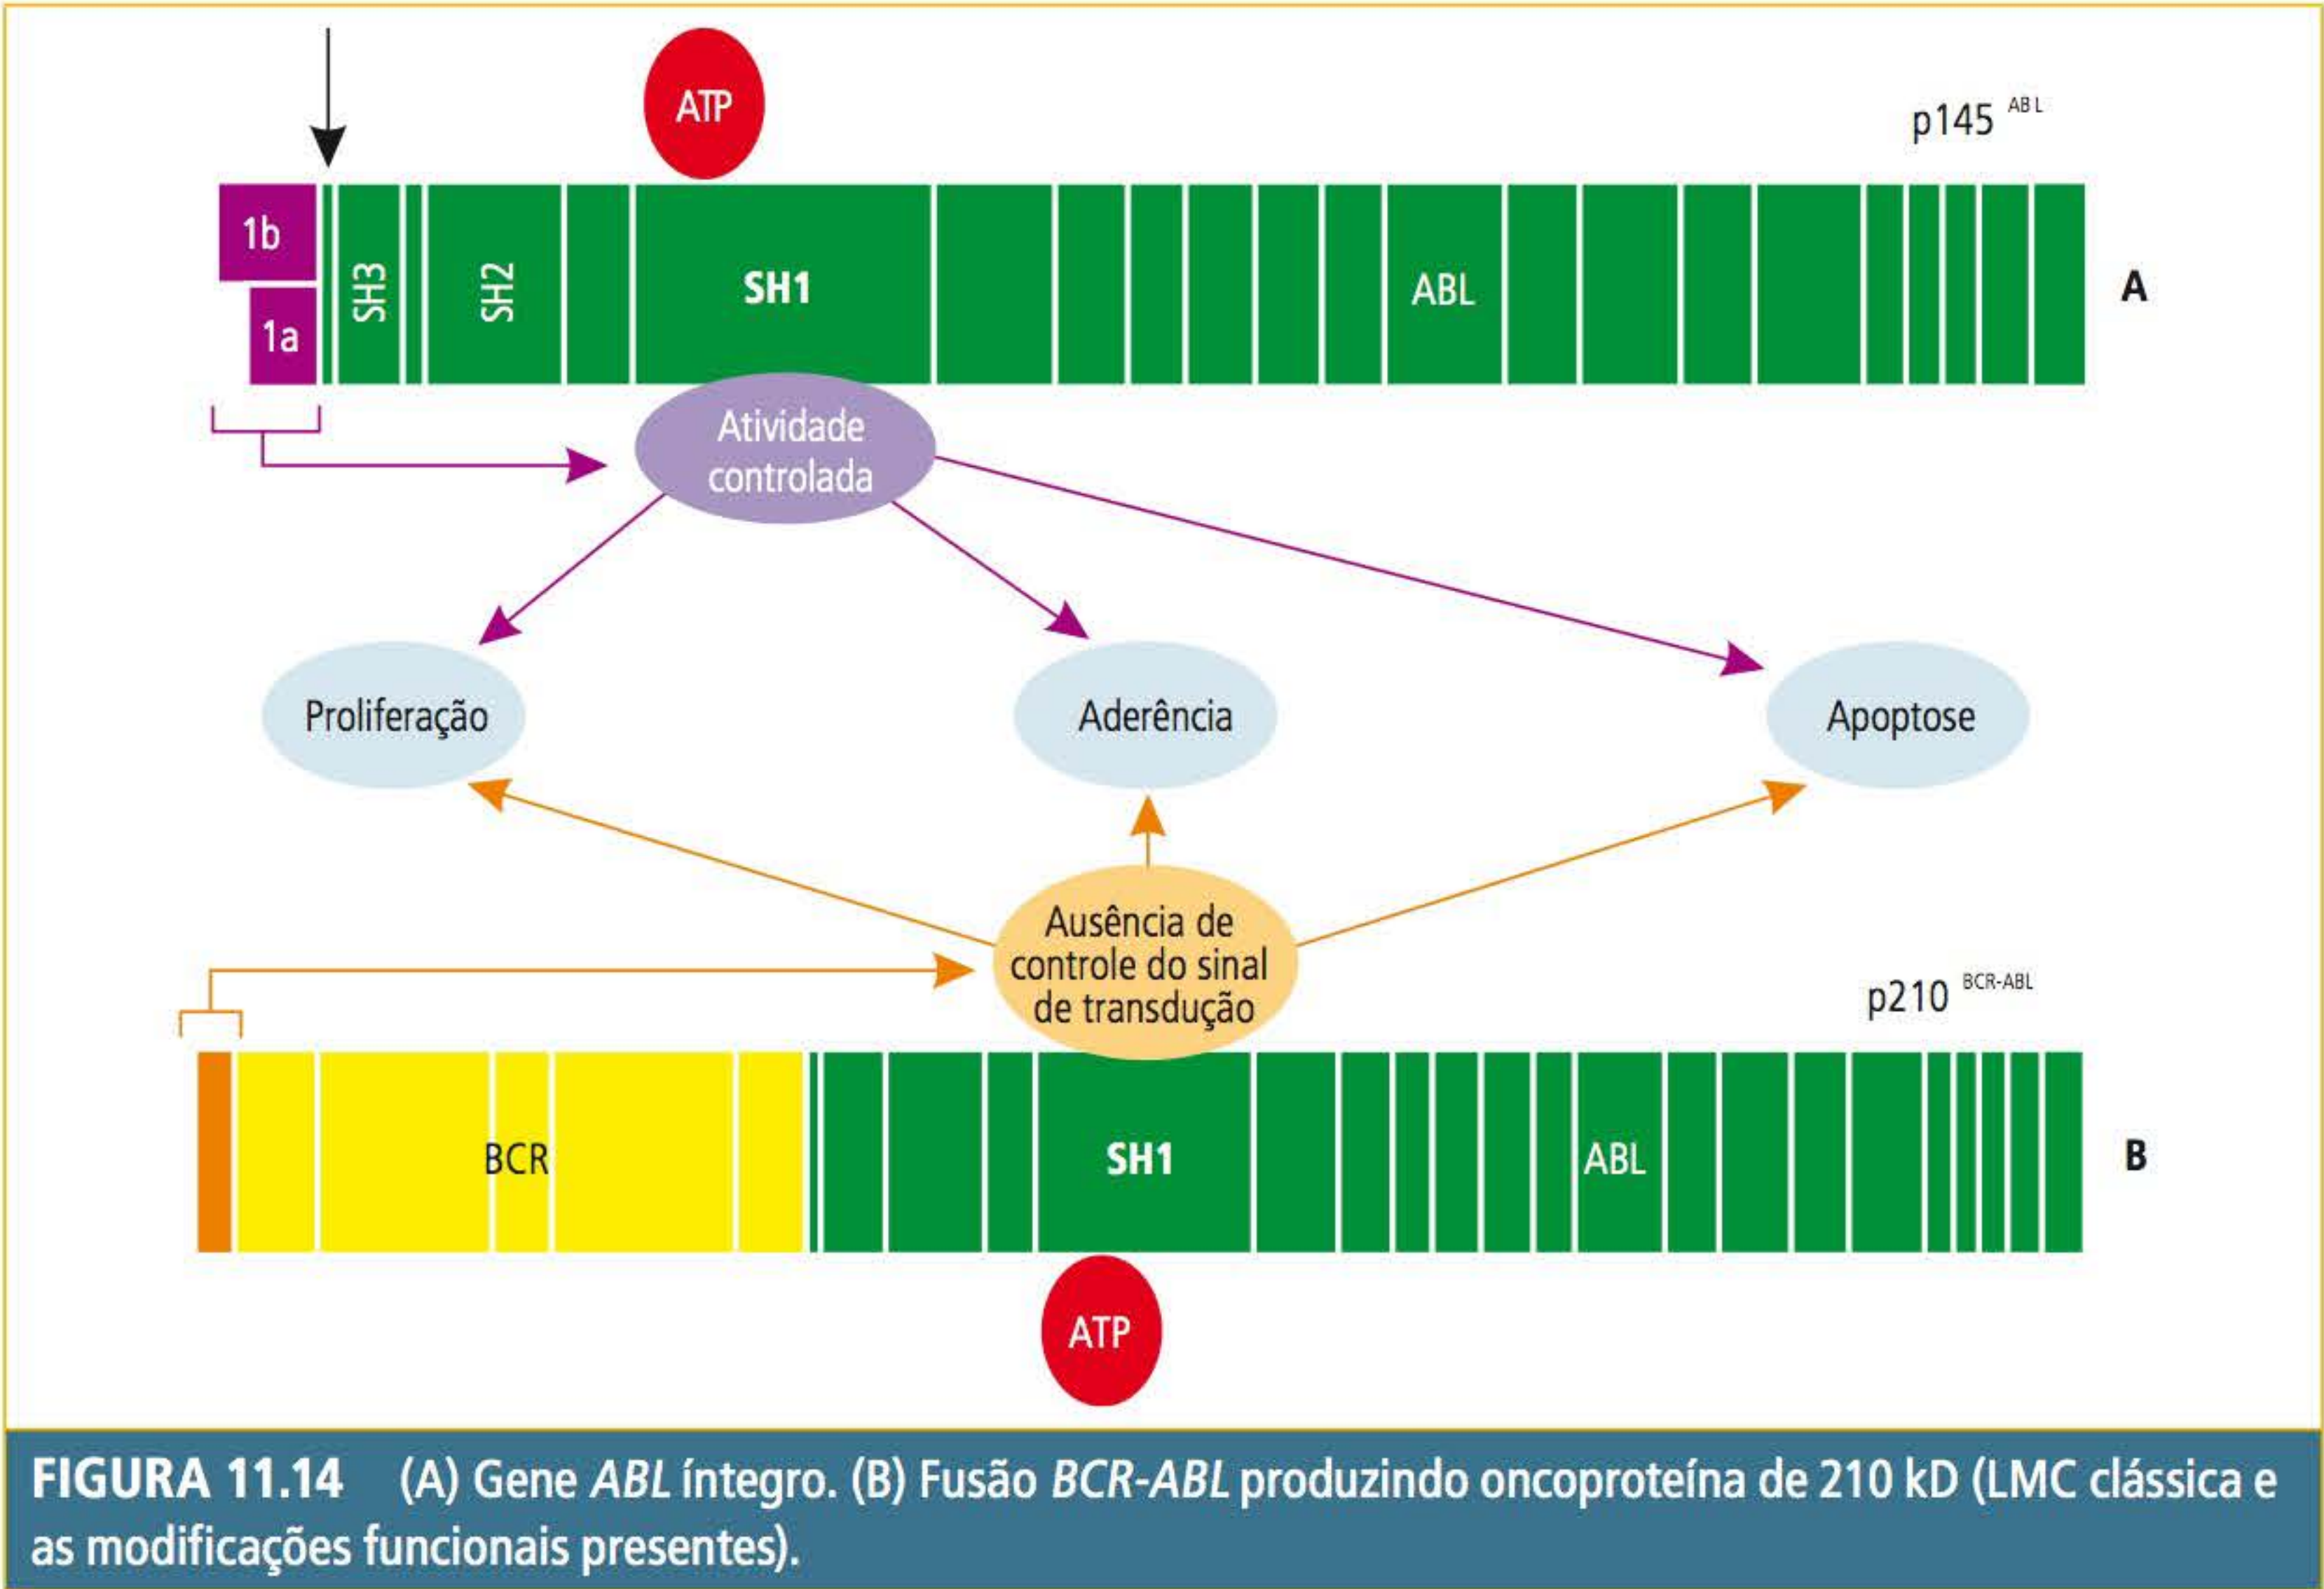 ATP
p145 ABL
1b
1a
SH3
SH2
SH1
ABL
A
Atividade
controlada
Proliferação
Aderência
Apoptose
Ausência de
controle do sinal
de transdução
p210 BCR-ABL
BCR
SH1
ABL
B
ATP
FIGURA 11.14 (A) Gene ABL íntegro. (B) Fusão BCR-ABL produzindo oncoproteína de 210 kD (LMC clássica e
as modificações funcionais presentes).